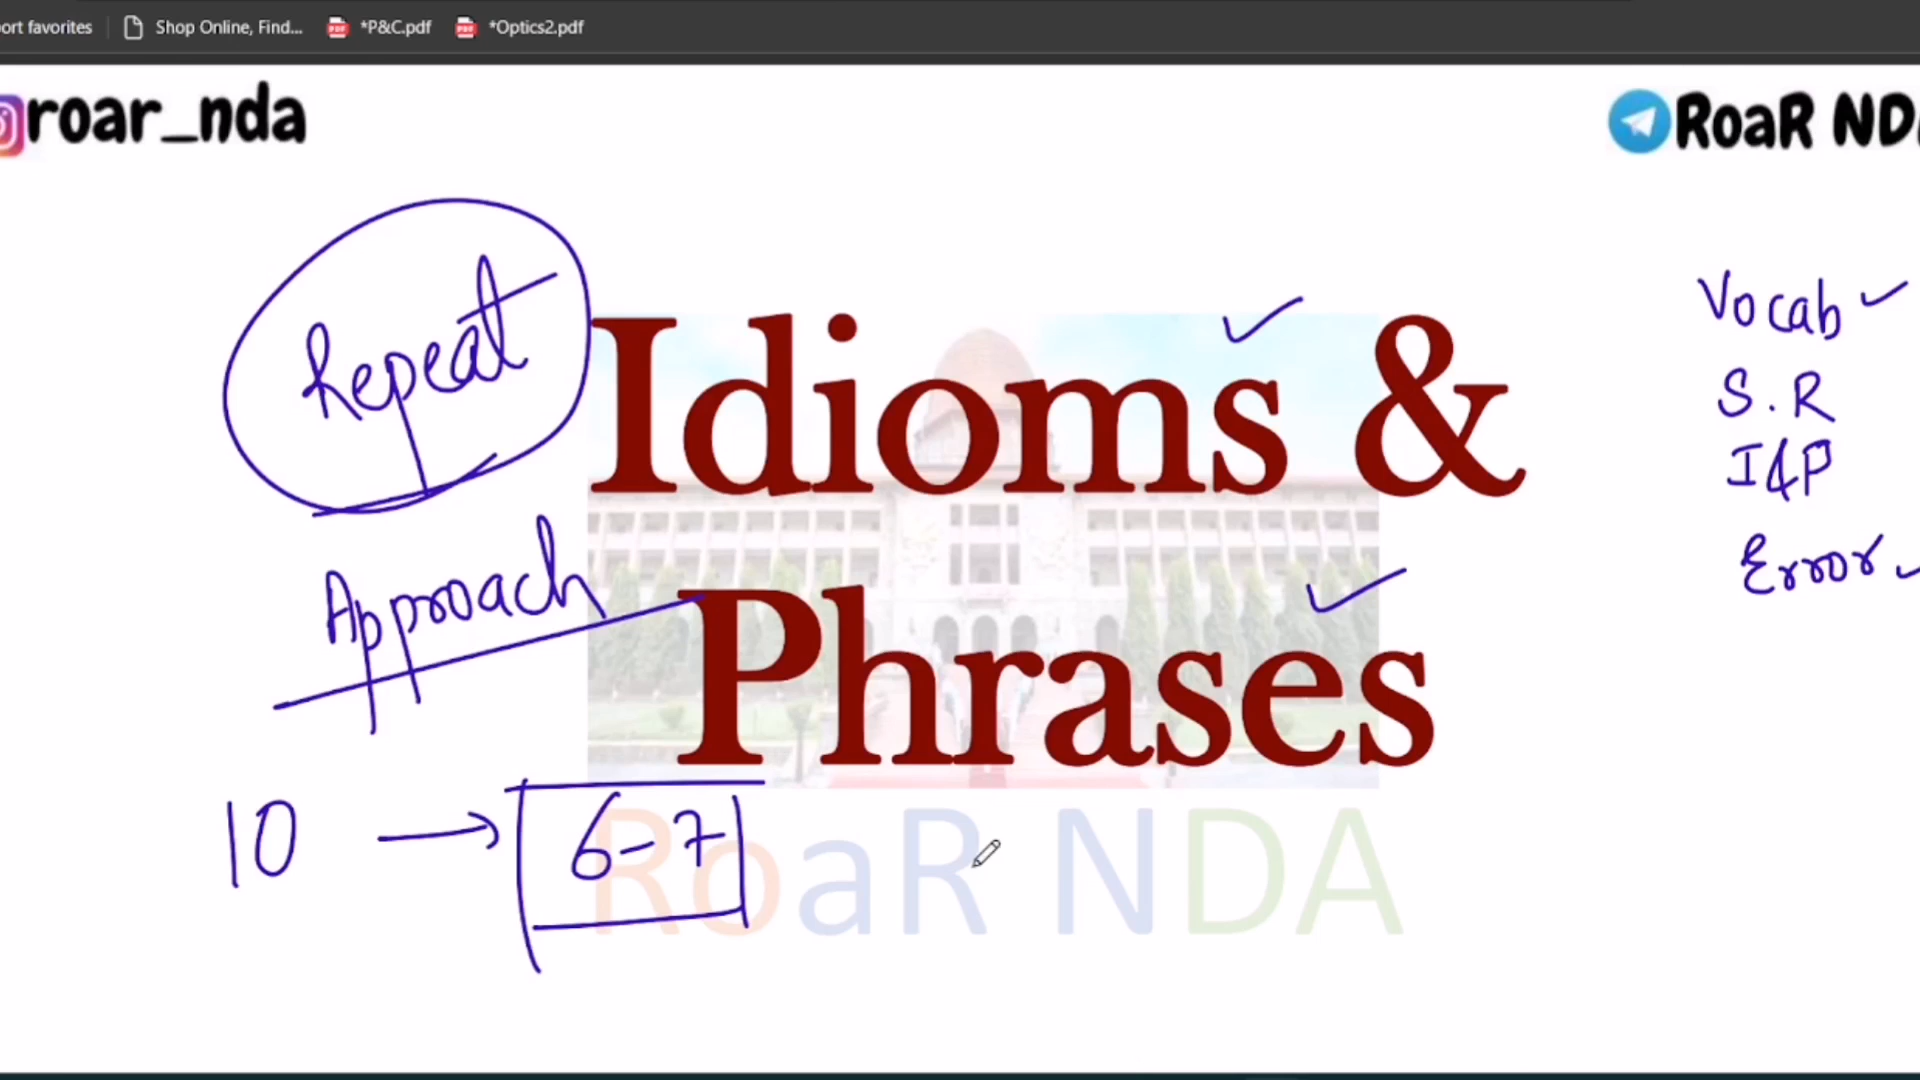 ort favorites
Shop Online, Find...
*P&C.pdf
*Optics2.pdf
roar_nda
RoaR ND
Repeat
Idioms &
Phrases
Approach
10 → 6-7
RoaR NDA
Vocab ✓
S.R
I&P
Error ✓